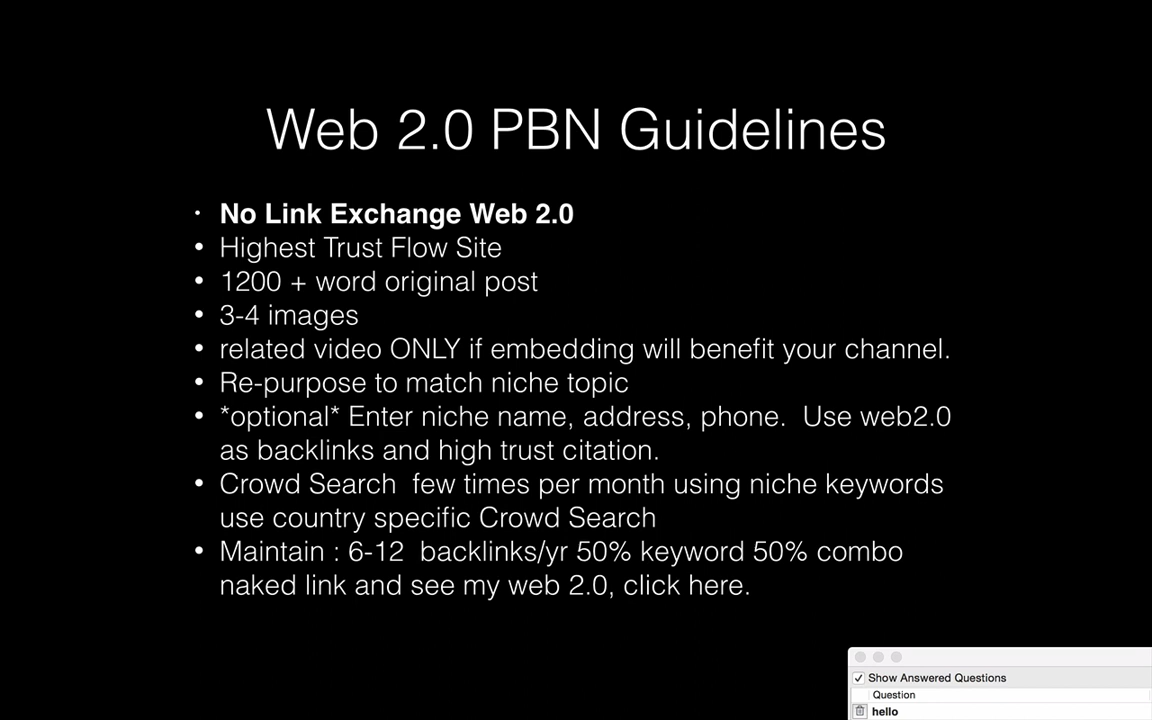 Web 2.0 PBN Guidelines
• No Link Exchange Web 2.0
• Highest Trust Flow Site
• 1200 + word original post
• 3-4 images
• related video ONLY if embedding will benefit your channel.
• Re-purpose to match niche topic
• *optional* Enter niche name, address, phone.  Use web2.0
as backlinks and high trust citation.
• Crowd Search  few times per month using niche keywords
use country specific Crowd Search
• Maintain : 6-12  backlinks/yr 50% keyword 50% combo
naked link and see my web 2.0, click here.
Show Answered Questions
Question
hello